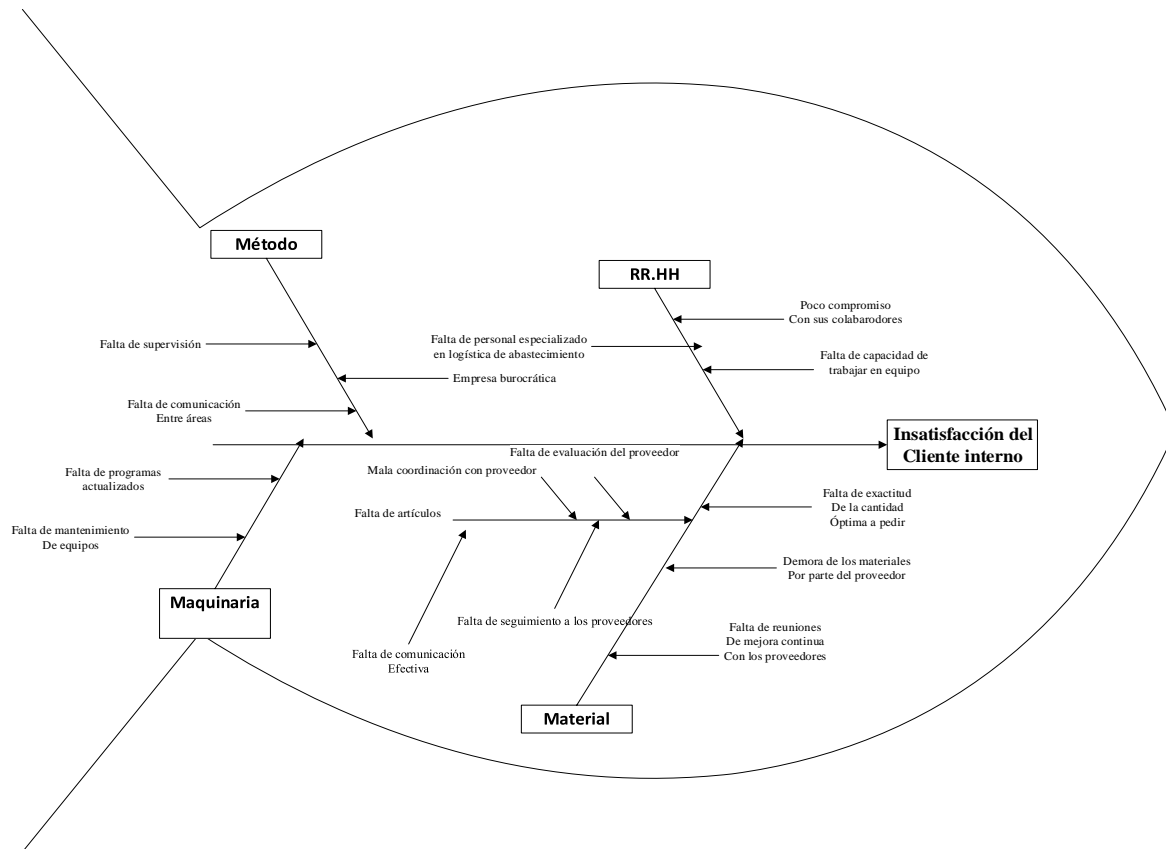 Método
RR.HH
Poco compromiso
Con sus colabarodores
Falta de supervisión
Falta de personal especializado
en logística de abastecimiento
Falta de capacidad de
trabajar en equipo
Empresa burocrática
Falta de comunicación
Entre áreas
Insatisfacción del
Cliente interno
Falta de evaluación del proveedor
Mala coordinación con proveedor
Falta de programas
actualizados
Falta de artículos
Falta de exactitud
De la cantidad
Óptima a pedir
Falta de mantenimiento
De equipos
Demora de los materiales
Por parte del proveedor
Maquinaria
Falta de seguimiento a los proveedores
Falta de reuniones
De mejora continua
Con los proveedores
Falta de comunicación
Efectiva
Material